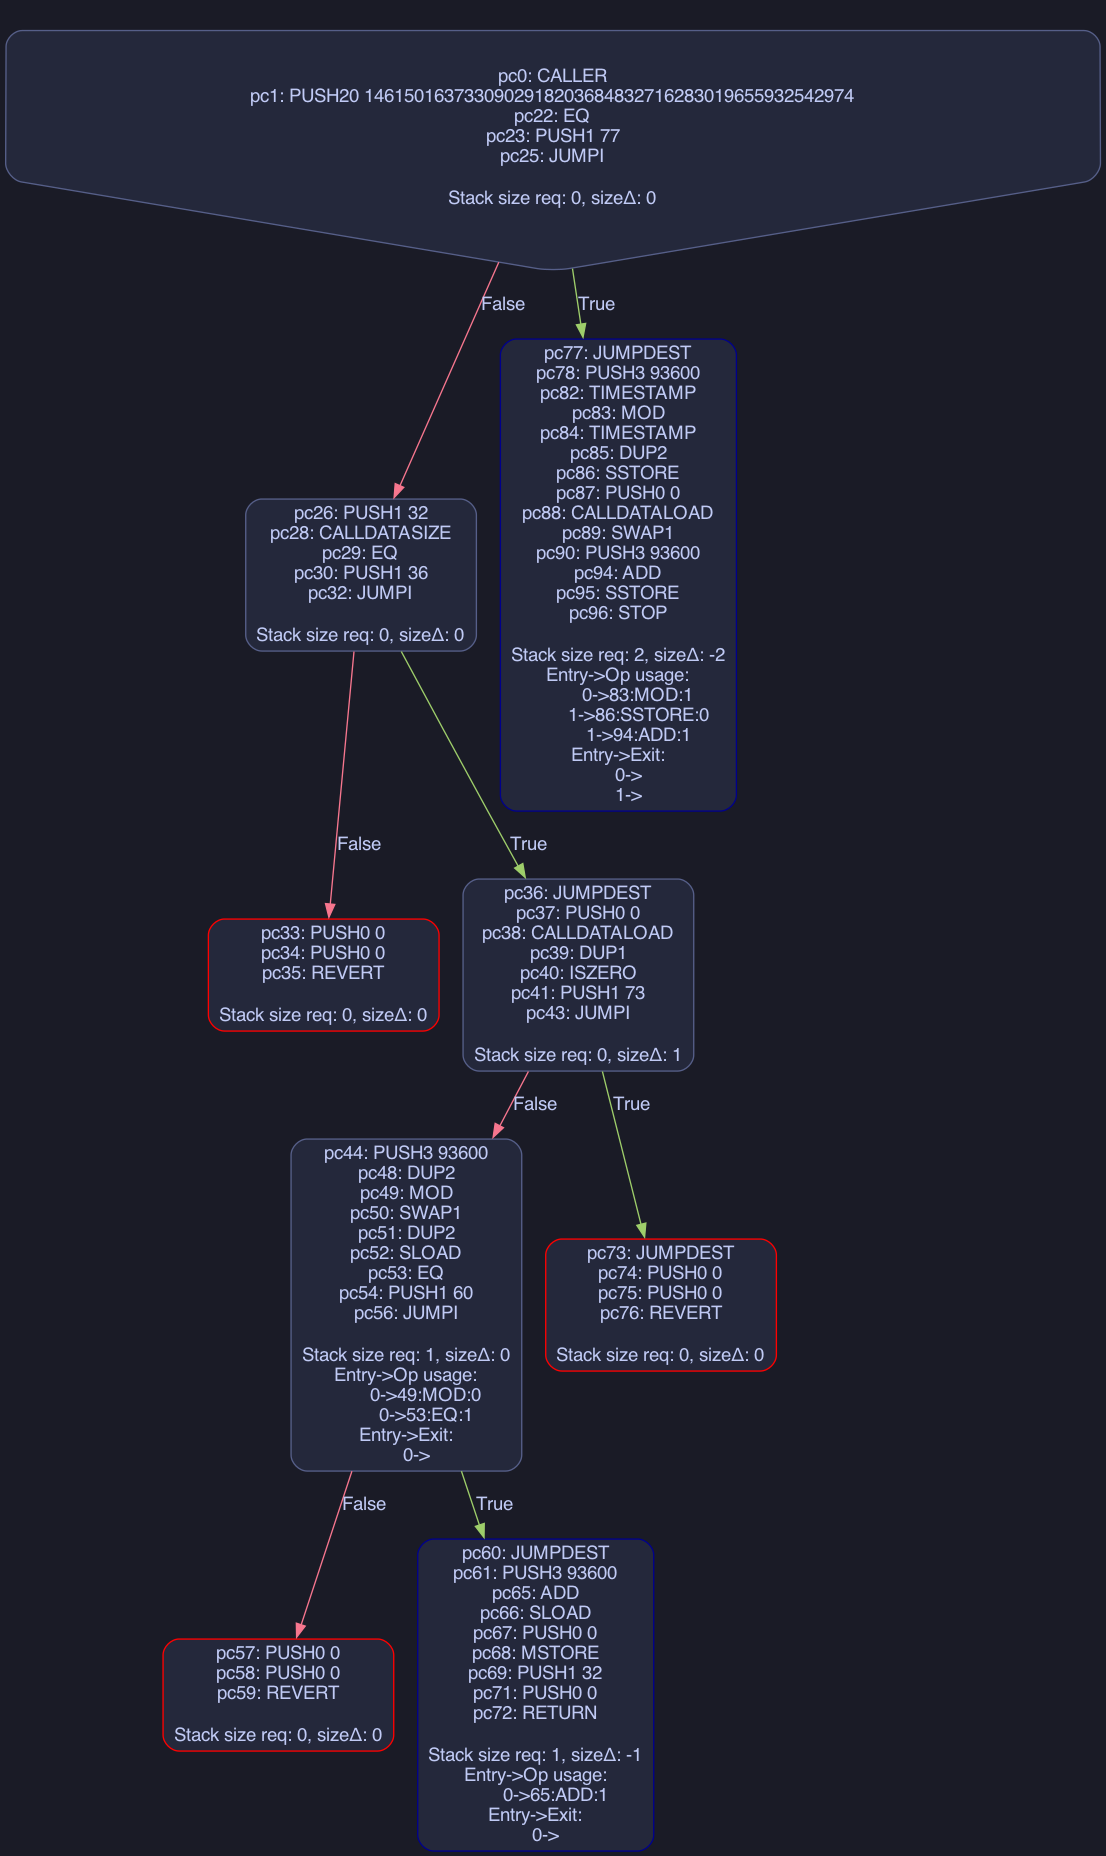 pc0: CALLER
pc1: PUSH20 1461501637330902918203684832716283019655932542974
pc22: EQ
pc23: PUSH1 77
pc25: JUMPI
Stack size req: 0, sizeΔ: 0
False
True
pc77: JUMPDEST
pc78: PUSH3 93600
pc82: TIMESTAMP
pc83: MOD
pc84: TIMESTAMP
pc85: DUP2
pc86: SSTORE
pc87: PUSH0 0
pc88: CALLDATALOAD
pc89: SWAP1
pc90: PUSH3 93600
pc94: ADD
pc95: SSTORE
pc96: STOP
Stack size req: 2, sizeΔ: -2
Entry->Op usage:
0->83:MOD:1
1->86:SSTORE:0
1->94:ADD:1
Entry->Exit:
0->
1->
pc26: PUSH1 32
pc28: CALLDATASIZE
pc29: EQ
pc30: PUSH1 36
pc32: JUMPI
Stack size req: 0, sizeΔ: 0
False
True
pc33: PUSH0 0
pc34: PUSH0 0
pc35: REVERT
Stack size req: 0, sizeΔ: 0
pc36: JUMPDEST
pc37: PUSH0 0
pc38: CALLDATALOAD
pc39: DUP1
pc40: ISZERO
pc41: PUSH1 73
pc43: JUMPI
Stack size req: 0, sizeΔ: 1
False
True
pc44: PUSH3 93600
pc48: DUP2
pc49: MOD
pc50: SWAP1
pc51: DUP2
pc52: SLOAD
pc53: EQ
pc54: PUSH1 60
pc56: JUMPI
Stack size req: 1, sizeΔ: 0
Entry->Op usage:
0->49:MOD:0
0->53:EQ:1
Entry->Exit:
0->
pc73: JUMPDEST
pc74: PUSH0 0
pc75: PUSH0 0
pc76: REVERT
Stack size req: 0, sizeΔ: 0
False
True
pc57: PUSH0 0
pc58: PUSH0 0
pc59: REVERT
Stack size req: 0, sizeΔ: 0
pc60: JUMPDEST
pc61: PUSH3 93600
pc65: ADD
pc66: SLOAD
pc67: PUSH0 0
pc68: MSTORE
pc69: PUSH1 32
pc71: PUSH0 0
pc72: RETURN
Stack size req: 1, sizeΔ: -1
Entry->Op usage:
0->65:ADD:1
Entry->Exit:
0->